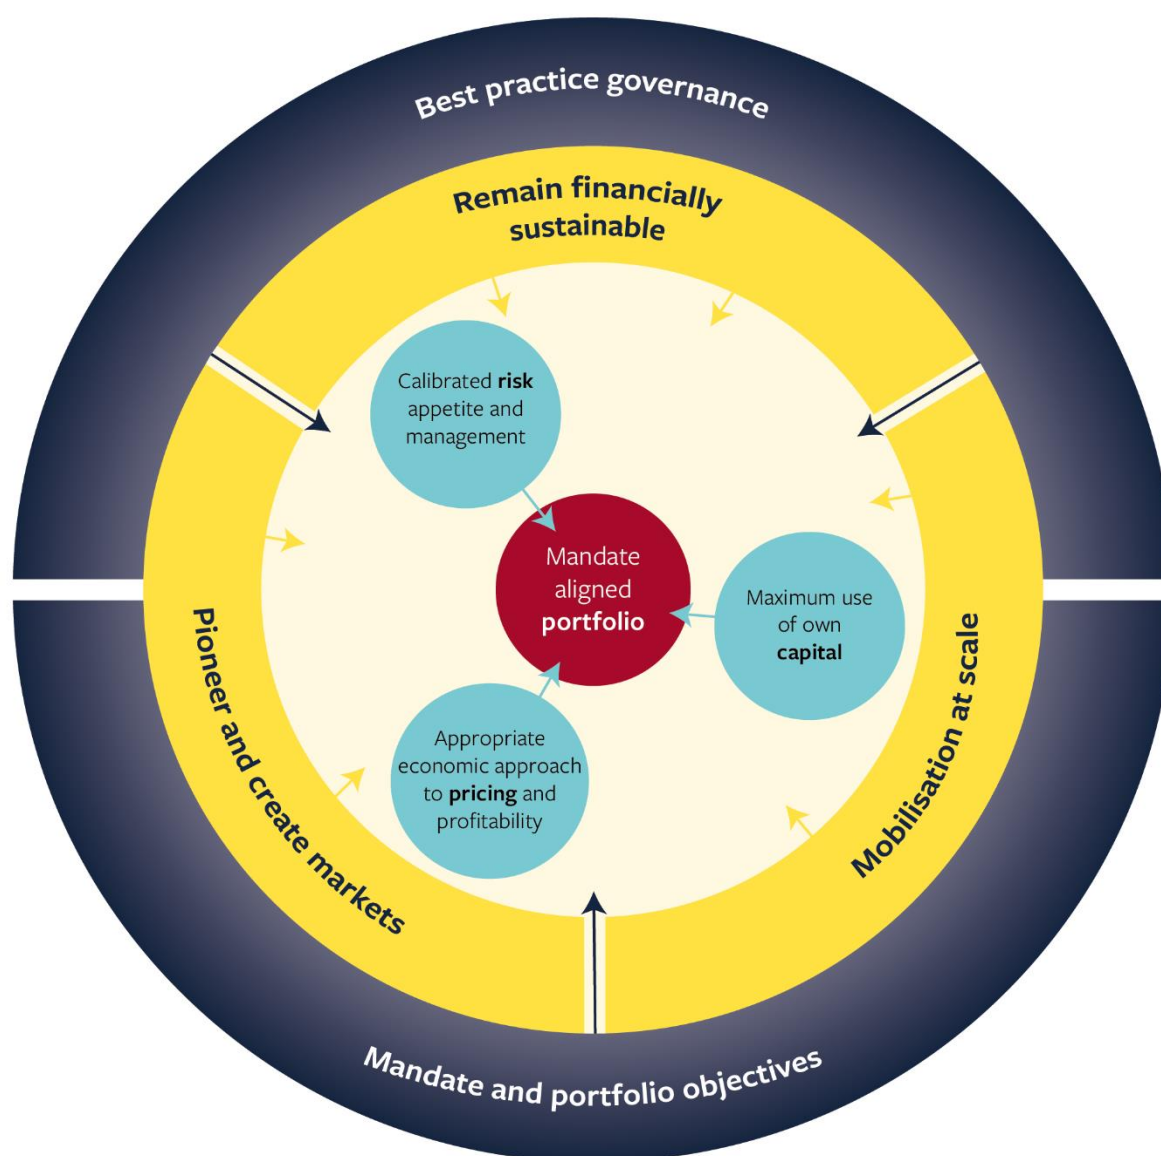 Best practice governance
Remain financially
sustainable
Calibrated risk
appetite and
management
Mandate
aligned
portfolio
Maximum use
of own
capital
Appropriate
economic approach
to pricing and
profitability
Pioneer and create markets
Mobilisation at scale
Mandate and portfolio objectives